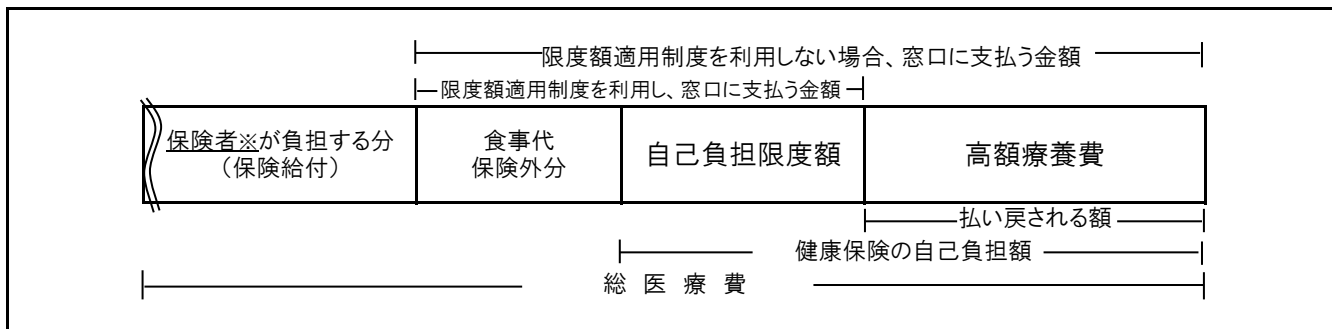 限度額適用制度を利用しない場合、窓口に支払う金額
限度額適用制度を利用し、窓口に支払う金額
保険者※が負担する分
（保険給付）
食事代
保険外分
自己負担限度額
高額療養費
払い戻される額
健康保険の自己負担額
総医療費